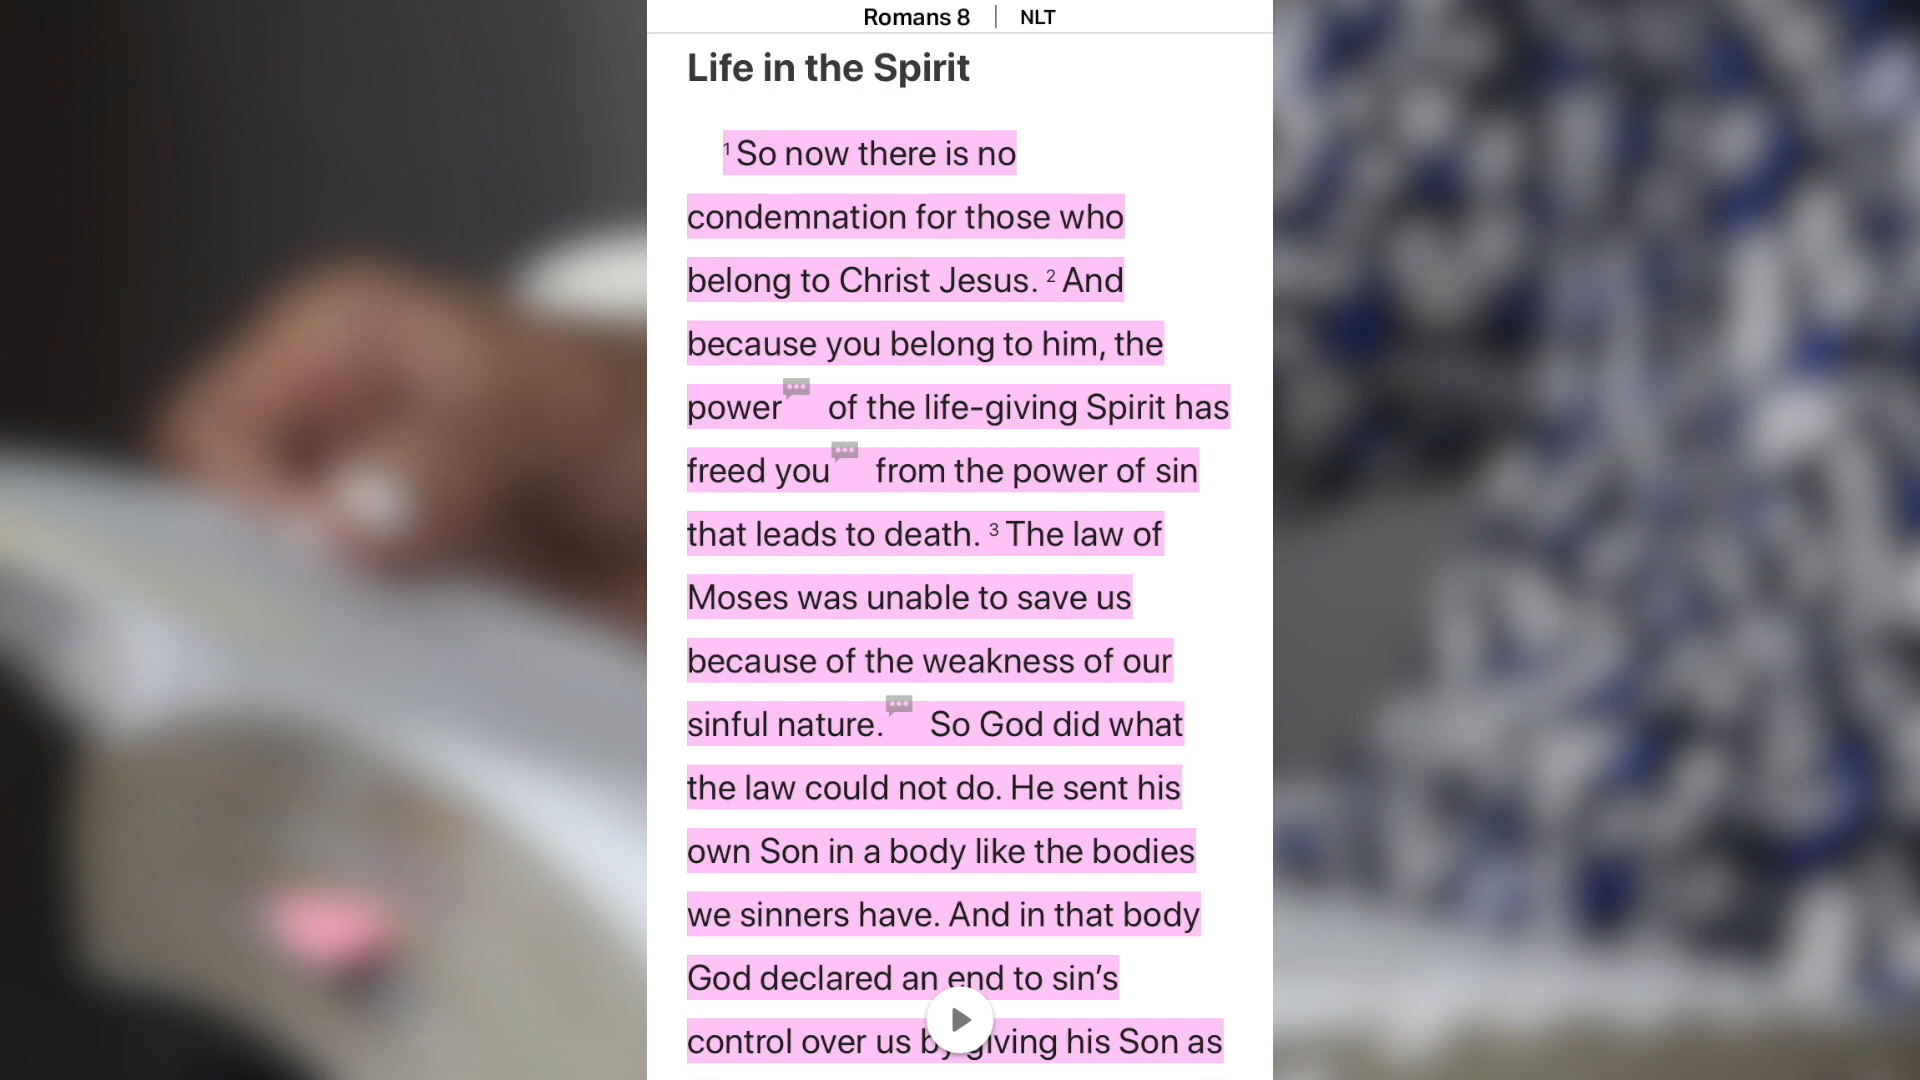 Romans 8 | NLT
Life in the Spirit
1 So now there is no
condemnation for those who
belong to Christ Jesus. 2 And
because you belong to him, the
power of the life-giving Spirit has
freed you from the power of sin
that leads to death. 3 The law of
Moses was unable to save us
because of the weakness of our
sinful nature. So God did what
the law could not do. He sent his
own Son in a body like the bodies
we sinners have. And in that body
God declared an end to sin’s
control over us by giving his Son as